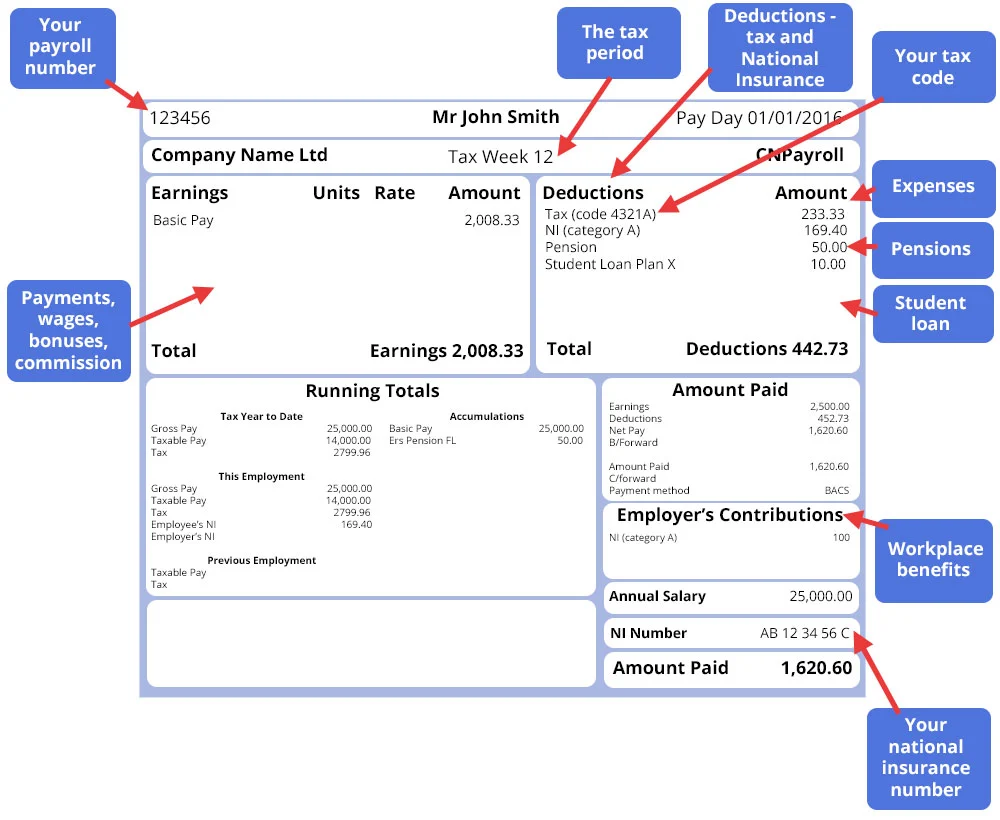 Your
payroll
number
The tax
period
Deductions -
tax and
National
Insurance
Your tax
code
123456
Mr John Smith
Pay Day 01/01/2016
Company Name Ltd
Tax Week 12
CNPayroll
Earnings Units Rate Amount
Basic Pay 2,008.33
Total Earnings 2,008.33
Deductions Amount
Tax (code 4321A) 233.33
NI (category A) 169.40
Pension 50.00
Student Loan Plan X 10.00
Total Deductions 442.73
Expenses
Pensions
Student
loan
Payments,
wages,
bonuses,
commission
Running Totals
Tax Year to Date
Gross Pay 25,000.00
Taxable Pay 14,000.00
Tax 2799.96
This Employment
Gross Pay 25,000.00
Taxable Pay 14,000.00
Tax 2799.96
Employee's NI 169.40
Employer's NI
Previous Employment
Taxable Pay
Tax
Accumulations
Basic Pay 25,000.00
Ers Pension FL 50.00
Amount Paid
Earnings 2,500.00
Deductions 452.73
Net Pay 1,620.60
B/Forward
Amount Paid 1,620.60
C/forward
Payment method BACS
Employer's Contributions
NI (category A) 100
Workplace
benefits
Annual Salary 25,000.00
NI Number AB 12 34 56 C
Amount Paid 1,620.60
Your
national
insurance
number